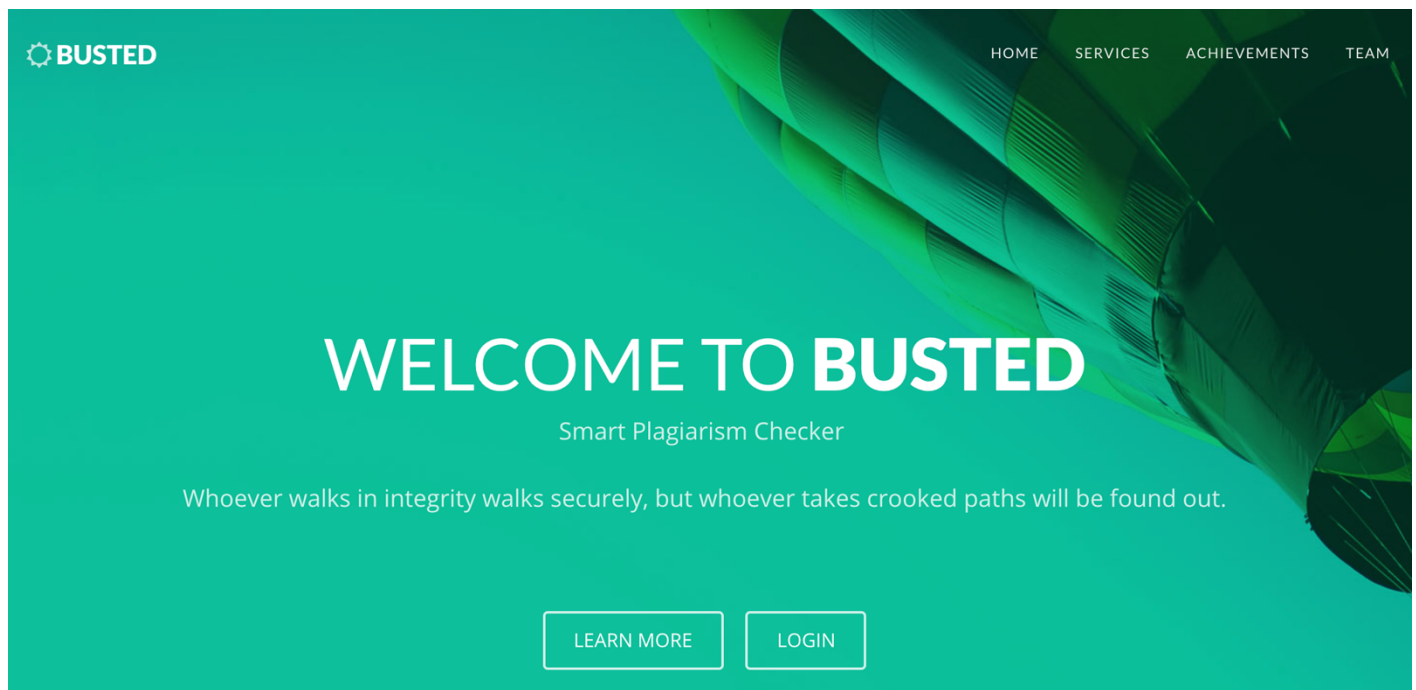 BUSTED
HOME SERVICES ACHIEVEMENTS TEAM
WELCOME TO BUSTED
Smart Plagiarism Checker
Whoever walks in integrity walks securely, but whoever takes crooked paths will be found out.
LEARN MORE LOGIN